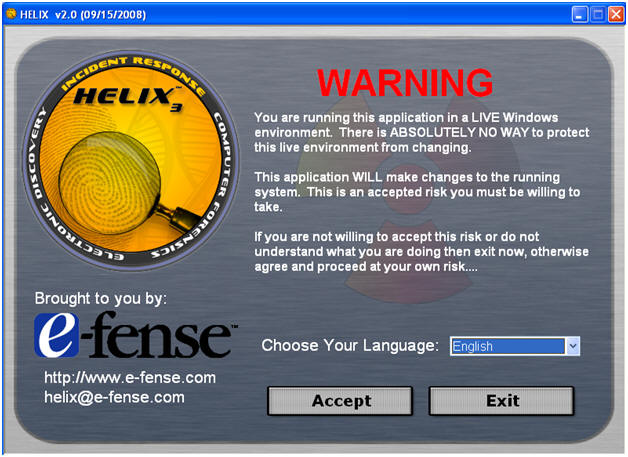 HELIX v2.0 (09/15/2008)
INCIDENT RESPONSE
COMPUTER FORENSICS
ELECTRONIC DISCOVERY
HELIX3™
WARNING
You are running this application in a LIVE Windows
environment. There is ABSOLUTELY NO WAY to protect
this live environment from changing.
This application WILL make changes to the running
system. This is an accepted risk you must be willing to
take.
If you are not willing to accept this risk or do not
understand what you are doing then exit now, otherwise
agree and proceed at your own risk....
Brought to you by:
e-fense™
http://www.e-fense.com
helix@e-fense.com
Choose Your Language: English
Accept Exit